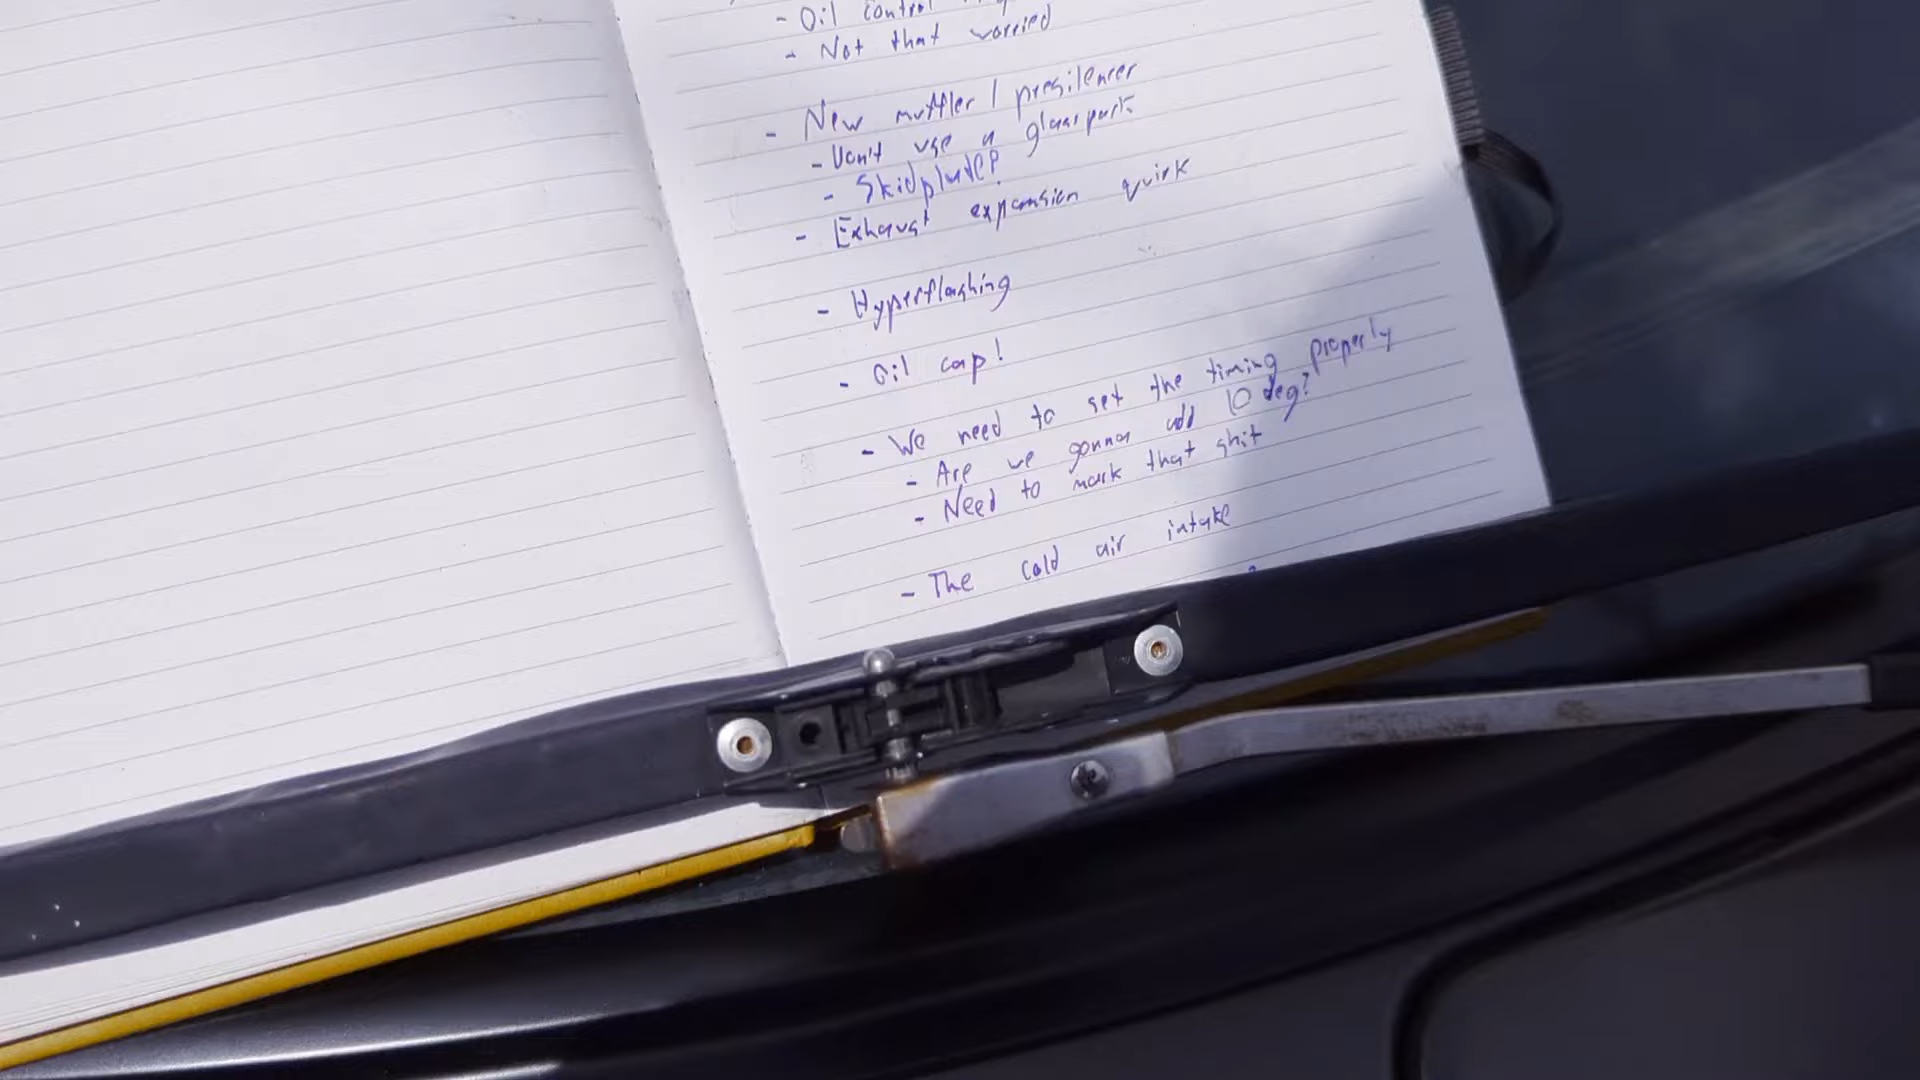 - Oil control
- Not that worried
- New muffler / presilencer
- Don't use a glasspack
- Skidplate?
- Exhaust expansion quirk
- Hyperflashing
- Oil cap!
- We need to set the timing properly
- Are we gonna add 10 deg?
- Need to mark that shit
- The cold air intake